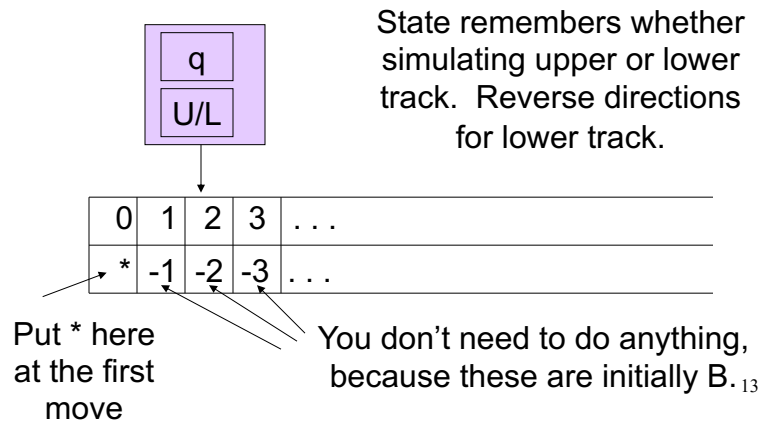 State remembers whether
simulating upper or lower
track. Reverse directions
for lower track.
q
U/L
0 1 2 3 . . .
* -1 -2 -3 . . .
Put * here
at the first
move
You don’t need to do anything,
because these are initially B.
13